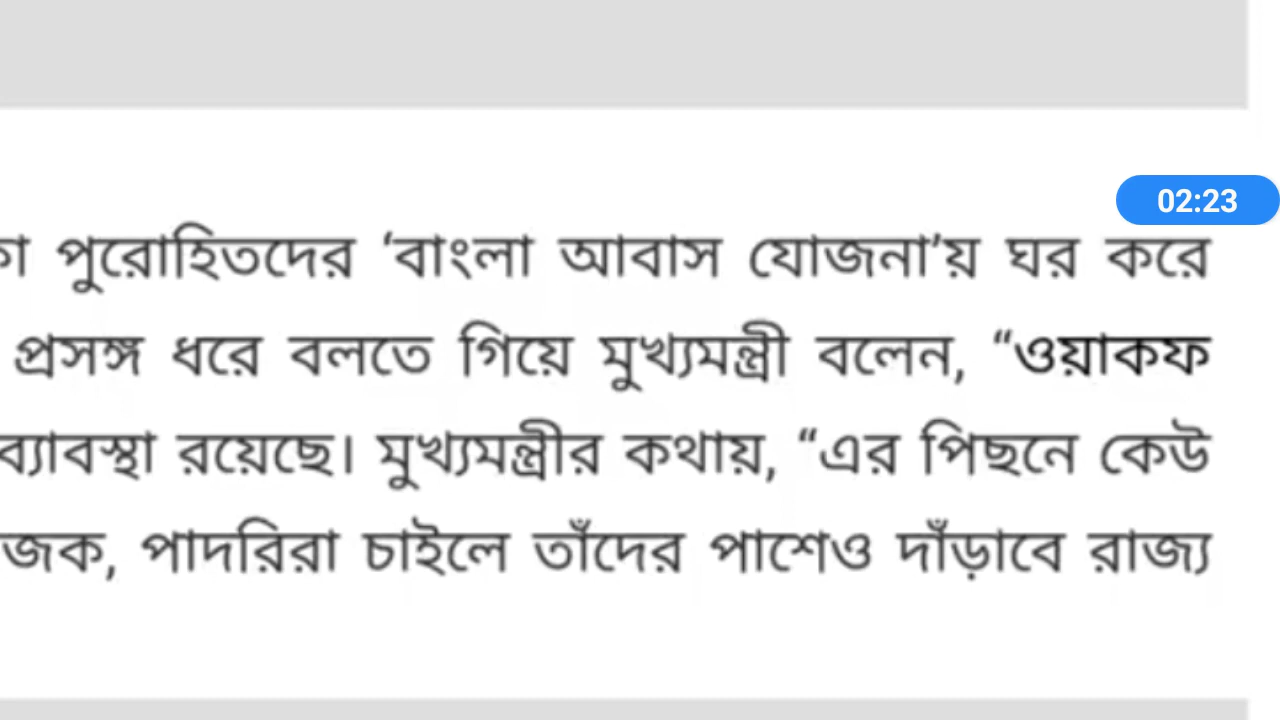 02:23
পুরোহিতদের ‘বাংলা আবাস যোজনা’য় ঘর করে
প্রসঙ্গ ধরে বলতে গিয়ে মুখ্যমন্ত্রী বলেন, “ওয়াকফ
ব্যাবস্থা রয়েছে। মুখ্যমন্ত্রীর কথায়, “এর পিছনে কেউ
জক, পাদরিরা চাইলে তাঁদের পাশেও দাঁড়াবে রাজ্য